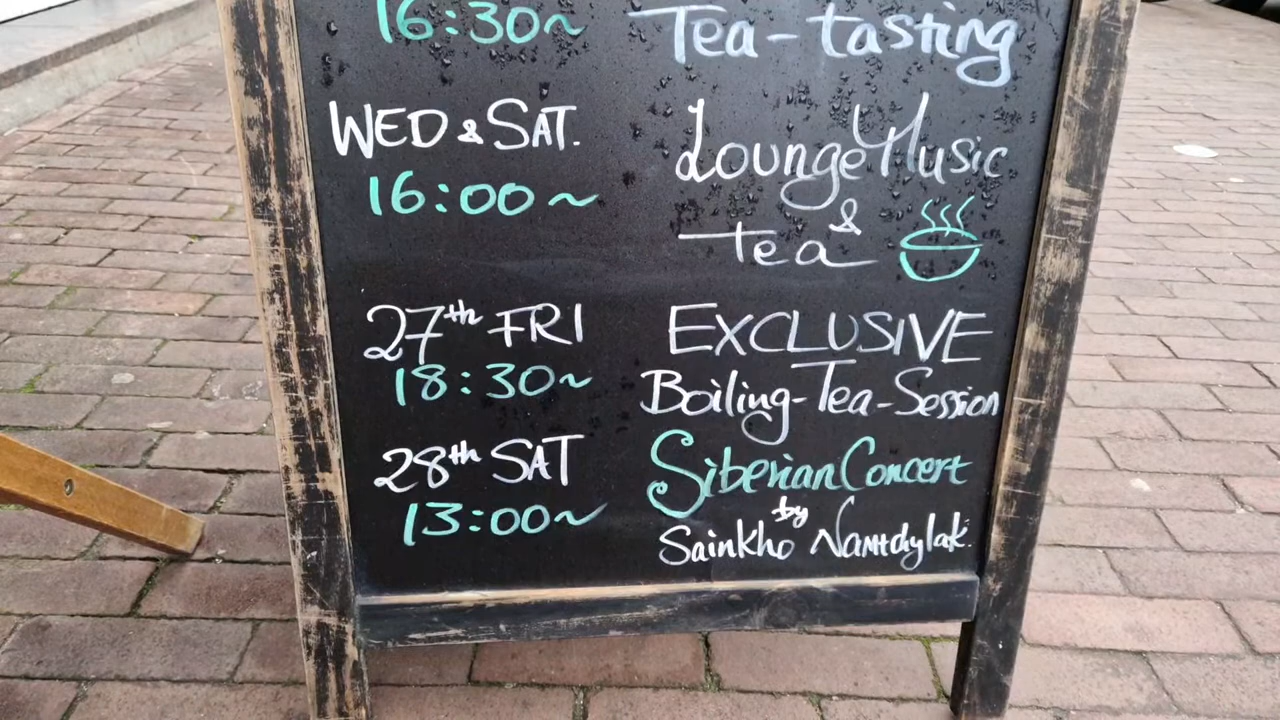 16:30~ Tea-tasting
WED & SAT. Lounge Music
16:00~ &
Tea
27th FRI EXCLUSIVE
18:30~ Boiling-Tea-Session
28th SAT Siberian Concert
13:00~ by
Sainkho Namtchylak.